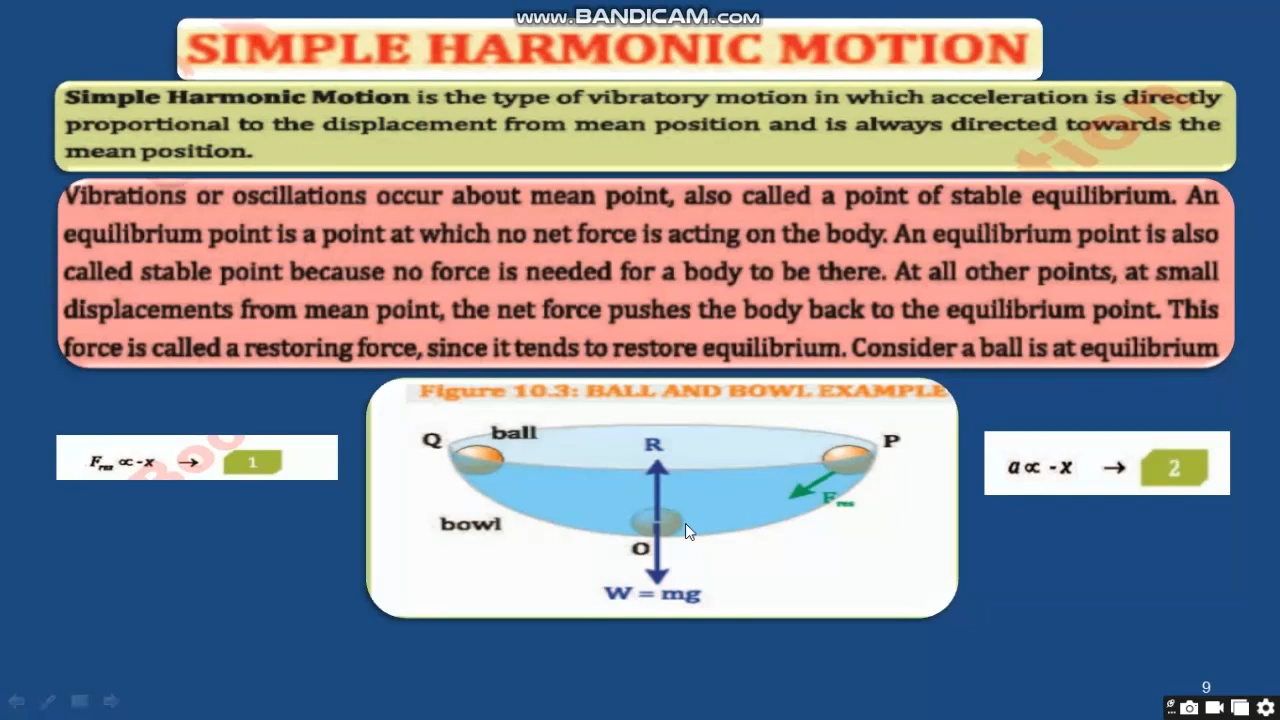 www.BANDICAM.com
SIMPLE HARMONIC MOTION
Simple Harmonic Motion is the type of vibratory motion in which acceleration is directly
proportional to the displacement from mean position and is always directed towards the
mean position.
Vibrations or oscillations occur about mean point, also called a point of stable equilibrium. An
equilibrium point is a point at which no net force is acting on the body. An equilibrium point is also
called stable point because no force is needed for a body to be there. At all other points, at small
displacements from mean point, the net force pushes the body back to the equilibrium point. This
force is called a restoring force, since it tends to restore equilibrium. Consider a ball is at equilibrium
Figure 10.3: BALL AND BOWL EXAMPLE
Q ball R P
F_res ∝ -x → 1
a ∝ -x → 2
F_res
bowl
O
W = mg
9